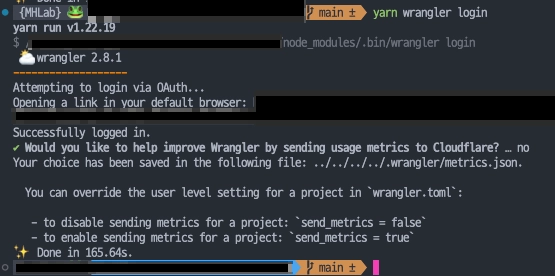 Done in
{MHLab} main ± yarn wrangler login
yarn run v1.22.19
$ / node_modules/.bin/wrangler login
wrangler 2.8.1
--------------------
Attempting to login via OAuth...
Opening a link in your default browser:
Successfully logged in.
✔ Would you like to help improve Wrangler by sending usage metrics to Cloudflare? … no
Your choice has been saved in the following file: ../../../../.wrangler/metrics.json.
You can override the user level setting for a project in `wrangler.toml`:
- to disable sending metrics for a project: `send_metrics = false`
- to enable sending metrics for a project: `send_metrics = true`
✨ Done in 165.64s.
main ±